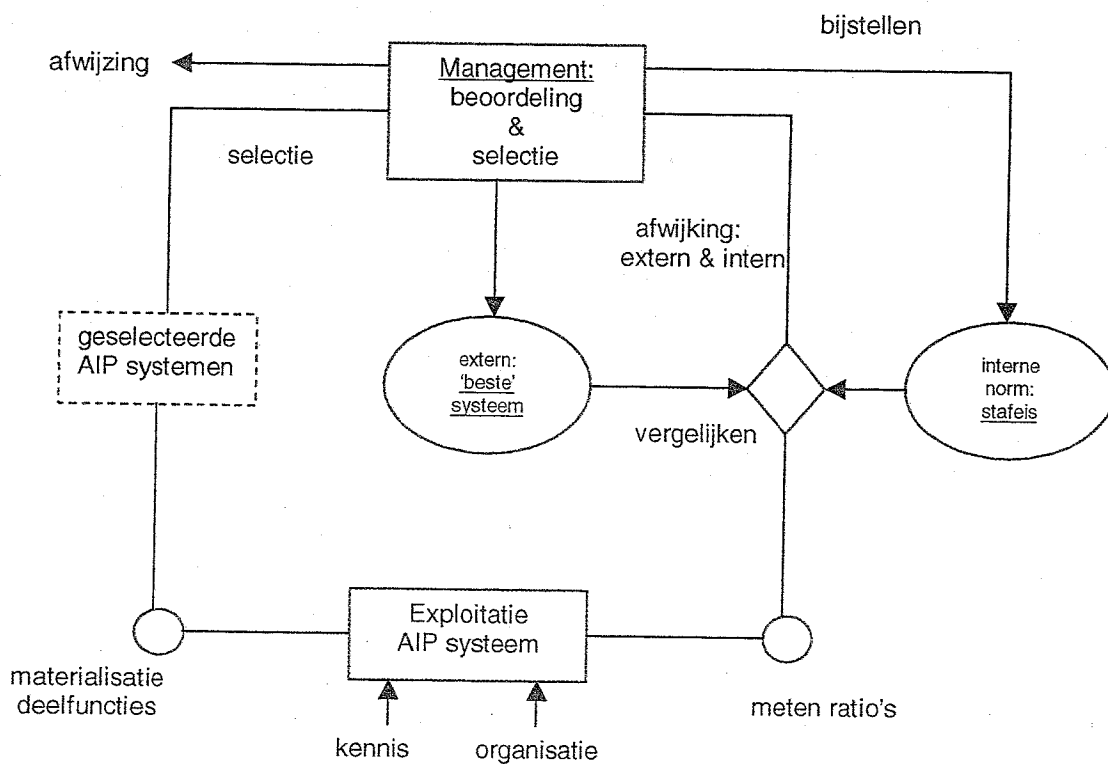 bijstellen
afwijzing
Management:
beoordeling
&
selectie
selectie
afwijking:
extern & intern
geselecteerde
AIP systemen
extern:
'beste'
systeem
interne
norm:
stafeis
vergelijken
Exploitatie
AIP systeem
materialisatie
deelfuncties
meten ratio's
kennis
organisatie